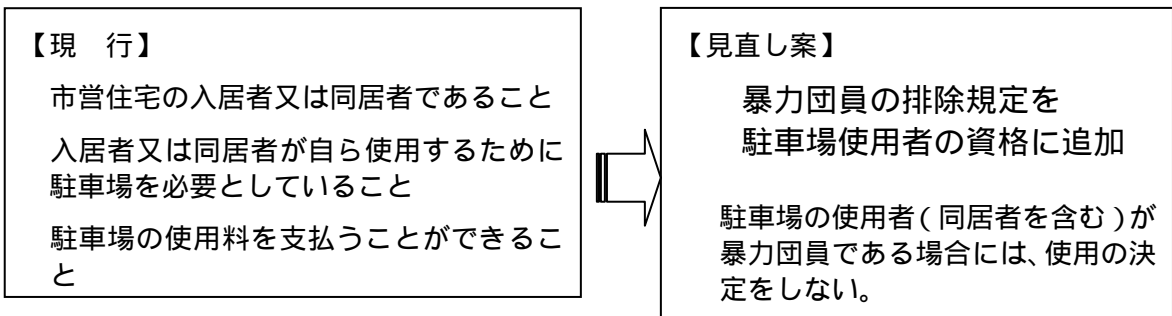 【現　行】
市営住宅の入居者又は同居者であること
入居者又は同居者が自ら使用するために
駐車場を必要としていること
駐車場の使用料を支払うことができるこ
と
【見直し案】
暴力団員の排除規定を
駐車場使用者の資格に追加
駐車場の使用者(同居者を含む)が
暴力団員である場合には、使用の決
定をしない。